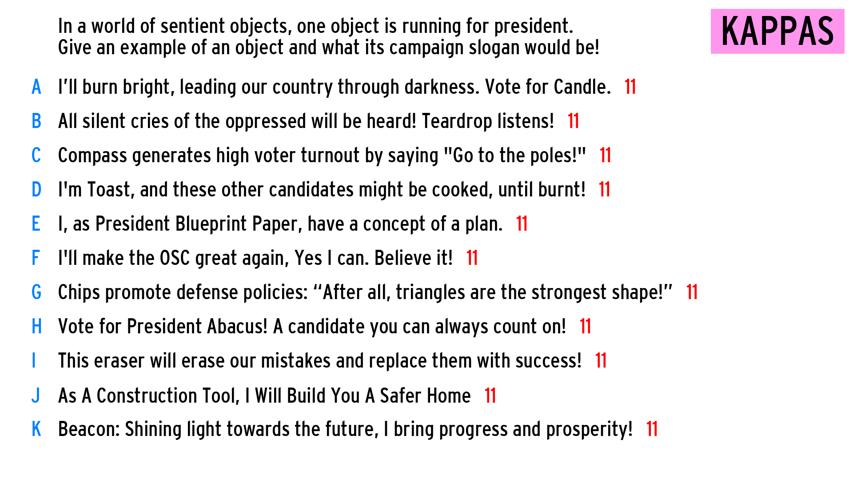 In a world of sentient objects, one object is running for president.
Give an example of an object and what its campaign slogan would be!
KAPPAS
A I’ll burn bright, leading our country through darkness. Vote for Candle. 11
B All silent cries of the oppressed will be heard! Teardrop listens! 11
C Compass generates high voter turnout by saying "Go to the poles!" 11
D I'm Toast, and these other candidates might be cooked, until burnt! 11
E I, as President Blueprint Paper, have a concept of a plan. 11
F I'll make the OSC great again, Yes I can. Believe it! 11
G Chips promote defense policies: “After all, triangles are the strongest shape!” 11
H Vote for President Abacus! A candidate you can always count on! 11
I This eraser will erase our mistakes and replace them with success! 11
J As A Construction Tool, I Will Build You A Safer Home 11
K Beacon: Shining light towards the future, I bring progress and prosperity! 11